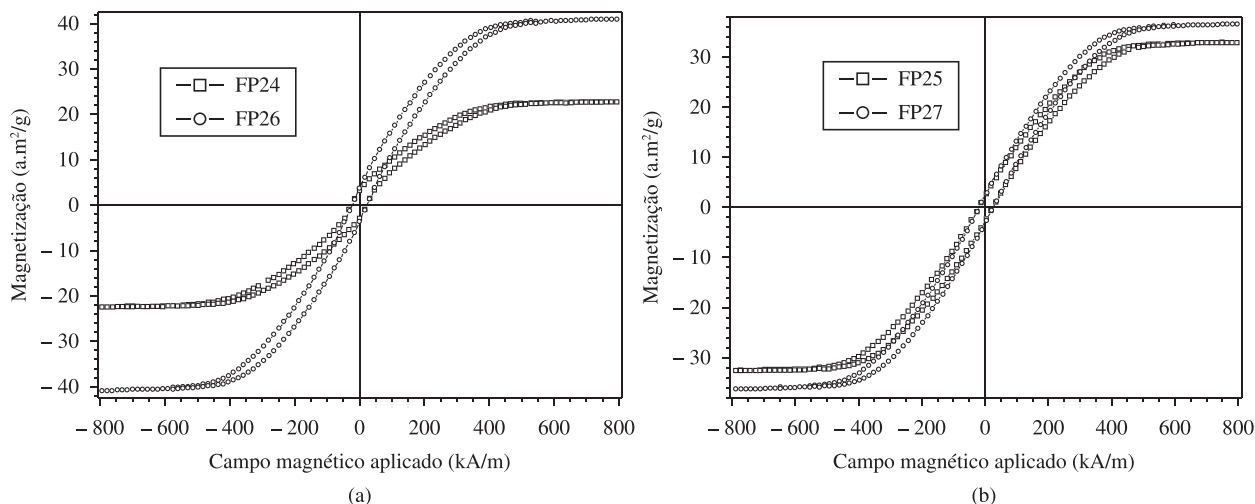 Magnetização (a.m²/g)
40
30
20
10
0
– 10
– 20
– 30
– 40
FP24
FP26
– 800 – 600 – 400 – 200 0 200 400 600 800
Campo magnético aplicado (kA/m)
(a)
Magnetização (a.m²/g)
30
20
10
0
– 10
– 20
– 30
FP25
FP27
– 800 – 600 – 400 – 200 0 200 400 600 800
Campo magnético aplicado (kA/m)
(b)